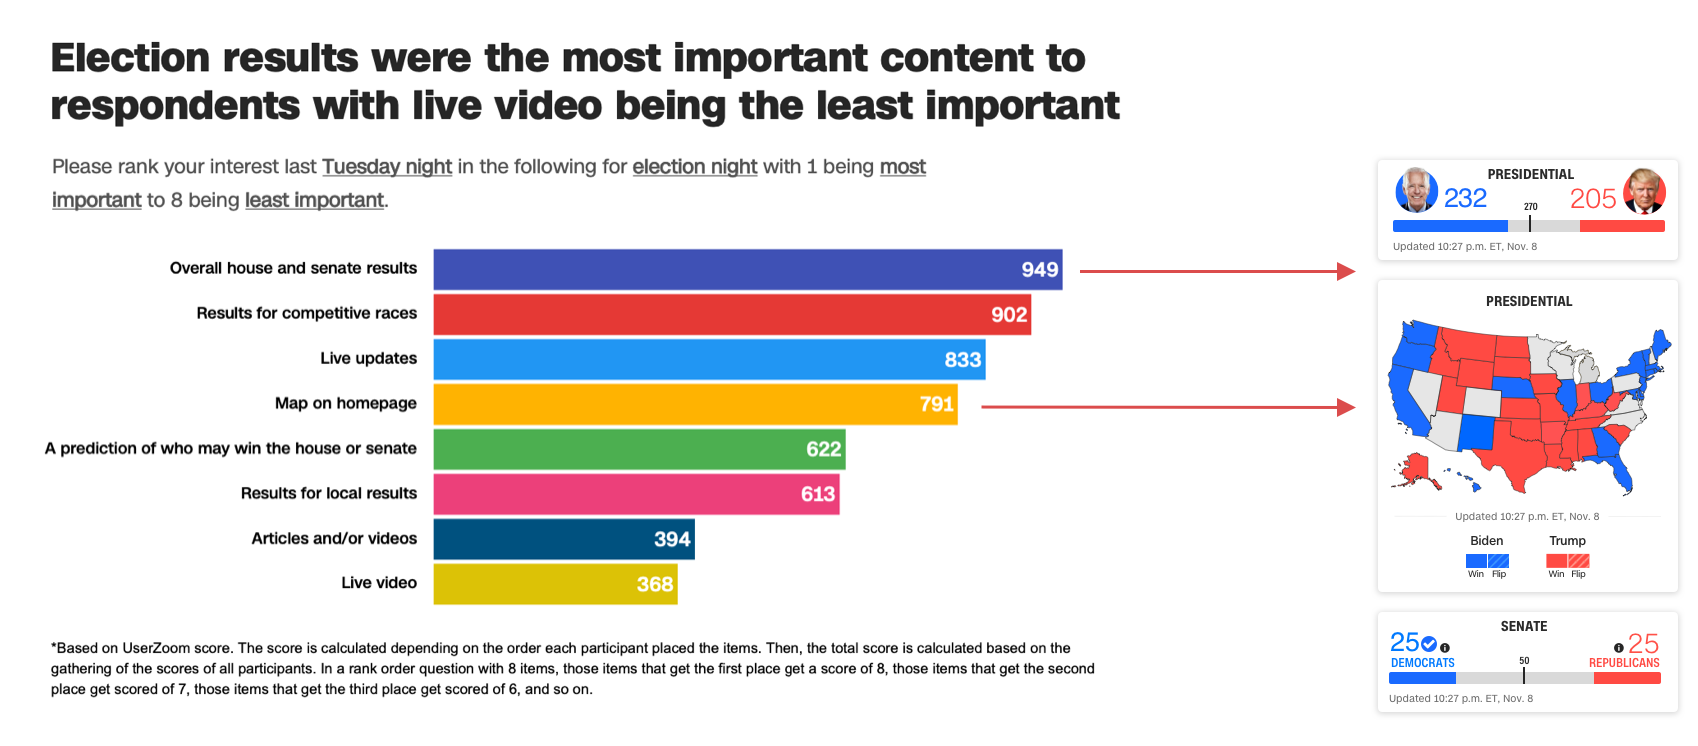 Election results were the most important content to
respondents with live video being the least important
Please rank your interest last Tuesday night in the following for election night with 1 being most
important to 8 being least important.
Overall house and senate results 949
Results for competitive races 902
Live updates 833
Map on homepage 791
A prediction of who may win the house or senate 622
Results for local results 613
Articles and/or videos 394
Live video 368
*Based on UserZoom score. The score is calculated depending on the order each participant placed the items. Then, the total score is calculated based on the
gathering of the scores of all participants. In a rank order question with 8 items, those items that get the first place get a score of 8, those items that get the second
place get scored of 7, those items that get the third place get scored of 6, and so on.
PRESIDENTIAL
232 270 205
Updated 10:27 p.m. ET, Nov. 8
PRESIDENTIAL
Updated 10:27 p.m. ET, Nov. 8
Biden Trump
Win Flip Win Flip
SENATE
25 25
DEMOCRATS 50 REPUBLICANS
Updated 10:27 p.m. ET, Nov. 8